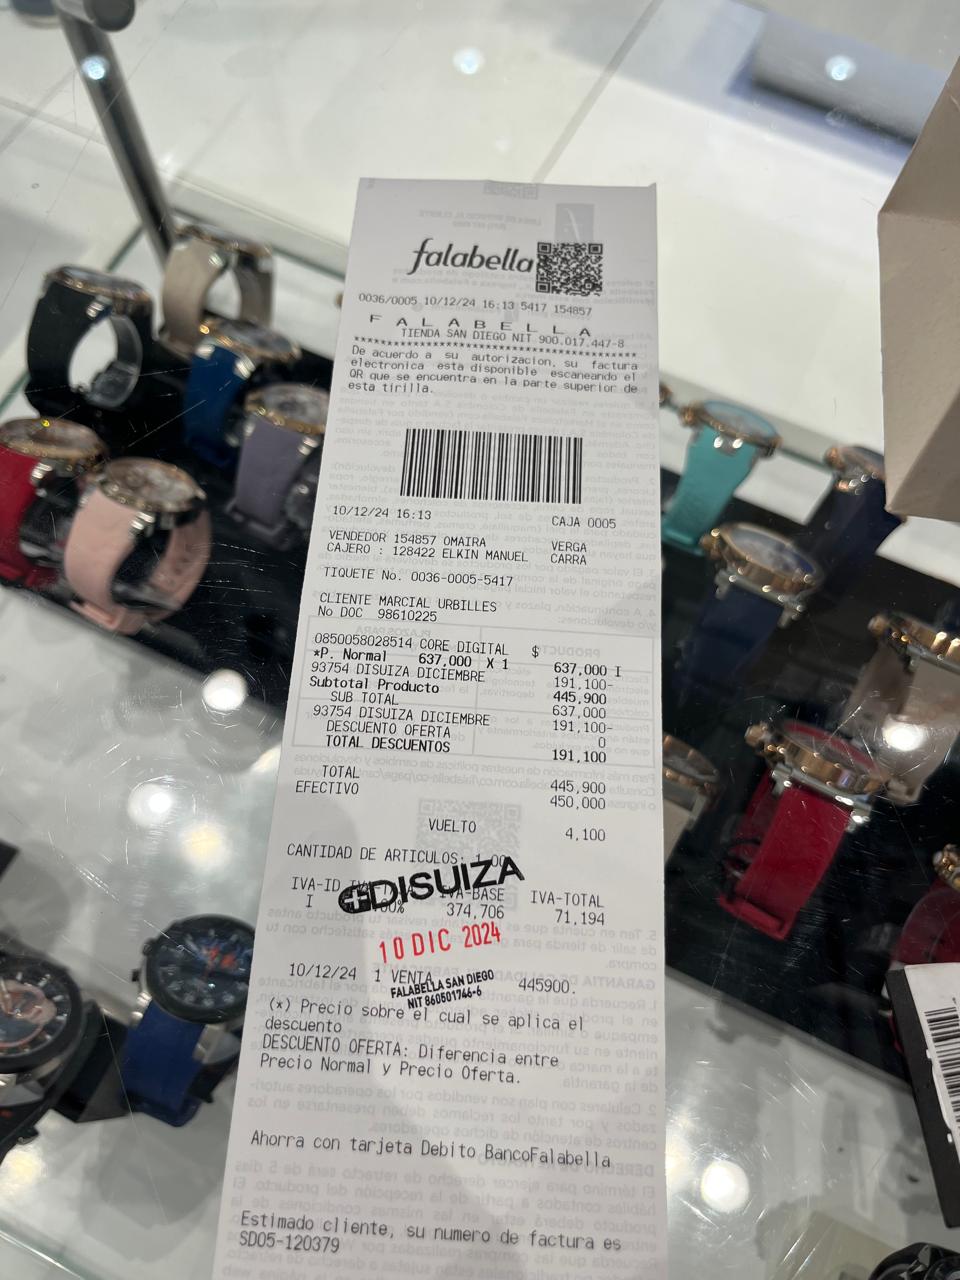 falabella
0036/0005 10/12/24 16:13 5417 154857
F A L A B E L L A
TIENDA SAN DIEGO NIT 900.017.447-8
****************************************
De acuerdo a su autorizacion, su factura
electronica esta disponible escaneando el
QR que se encuentra en la parte superior de
esta tirilla.
10/12/24 16:13 CAJA 0005
VENDEDOR 154857 OMAIRA VERGA
CAJERO : 128422 ELKIN MANUEL CARRA
TIQUETE No. 0036-0005-5417
CLIENTE MARCIAL URBILLES
No DOC 98610225
0850058028514 CORE DIGITAL $ 637,000 I
*P. Normal 637,000 X 1
93754 DISUIZA DICIEMBRE 191,100-
Subtotal Producto 445,900
SUB TOTAL 637,000
93754 DISUIZA DICIEMBRE 191,100-
DESCUENTO OFERTA 0
TOTAL DESCUENTOS 191,100
TOTAL 445,900
EFECTIVO 450,000
VUELTO 4,100
CANTIDAD DE ARTICULOS: 1.00
IVA-ID IVA-BASE IVA-TOTAL
I 374,706 71,194
DISUIZA
10 DIC 2024
FALABELLA SAN DIEGO
NIT 860501746-6
10/12/24 1 VENTA 445900.
(*) Precio sobre el cual se aplica el
descuento
DESCUENTO OFERTA: Diferencia entre
Precio Normal y Precio Oferta.
Ahorra con tarjeta Debito BancoFalabella
Estimado cliente, su numero de factura es
SD05-120379